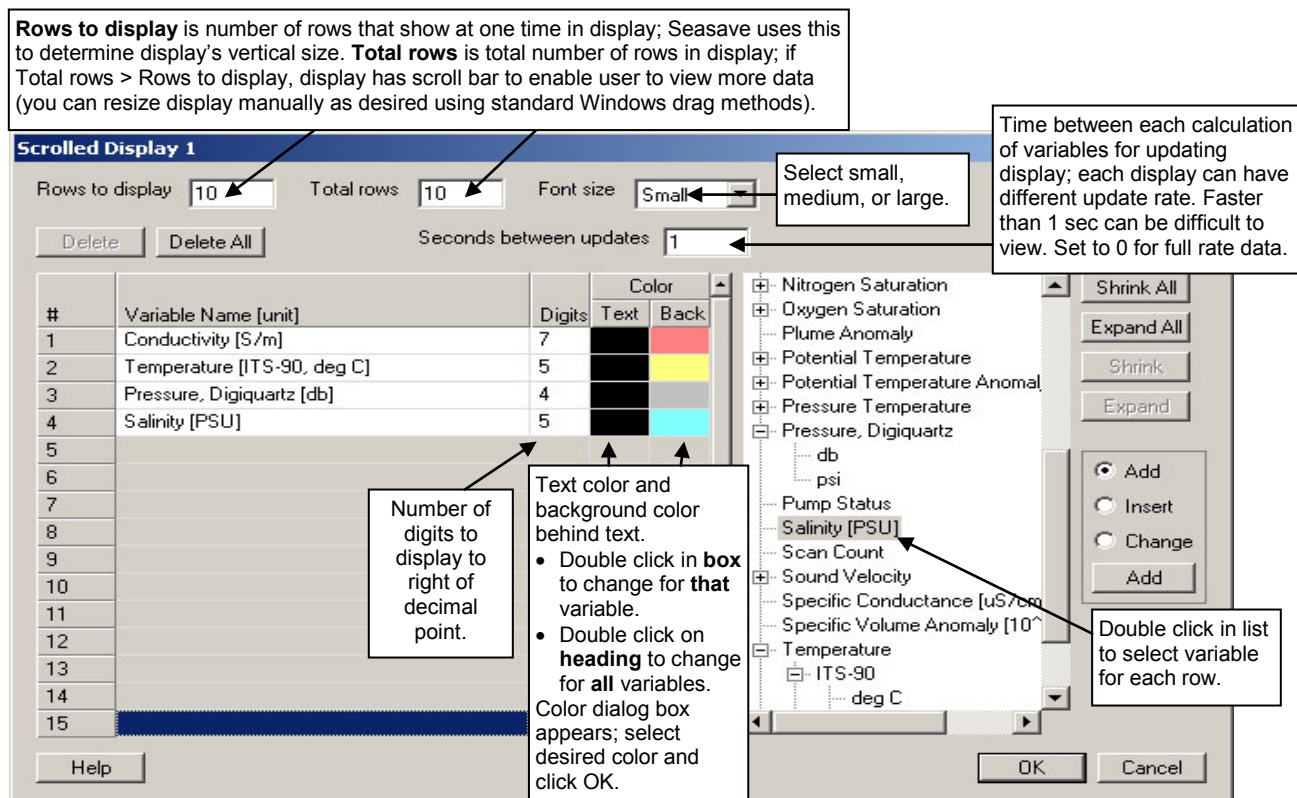 Rows to display is number of rows that show at one time in display; Seasave uses this
to determine display's vertical size. Total rows is total number of rows in display; if
Total rows > Rows to display, display has scroll bar to enable user to view more data
(you can resize display manually as desired using standard Windows drag methods).
Time between each calculation
of variables for updating
display; each display can have
different update rate. Faster
than 1 sec can be difficult to
view. Set to 0 for full rate data.
Scrolled Display 1
Rows to display 10 Total rows 10 Font size Small
Select small,
medium, or large.
Delete Delete All Seconds between updates 1
# Variable Name [unit] Digits Color
Text Back
1 Conductivity [S/m] 7
2 Temperature [ITS-90, deg C] 5
3 Pressure, Digiquartz [db] 4
4 Salinity [PSU] 5
5
6
7
8
9
10
11
12
13
14
15
Number of
digits to
display to
right of
decimal
point.
Text color and
background color
behind text.
• Double click in box
to change for that
variable.
• Double click on
heading to change
for all variables.
Color dialog box
appears; select
desired color and
click OK.
Nitrogen Saturation
Oxygen Saturation
Plume Anomaly
Potential Temperature
Potential Temperature Anomal
Pressure Temperature
Pressure, Digiquartz
db
psi
Pump Status
Salinity [PSU]
Scan Count
Sound Velocity
Specific Conductance [uS/cm
Specific Volume Anomaly [10^
Temperature
ITS-90
deg C
Shrink All
Expand All
Shrink
Expand
Add
Insert
Change
Add
Double click in list
to select variable
for each row.
Help OK Cancel